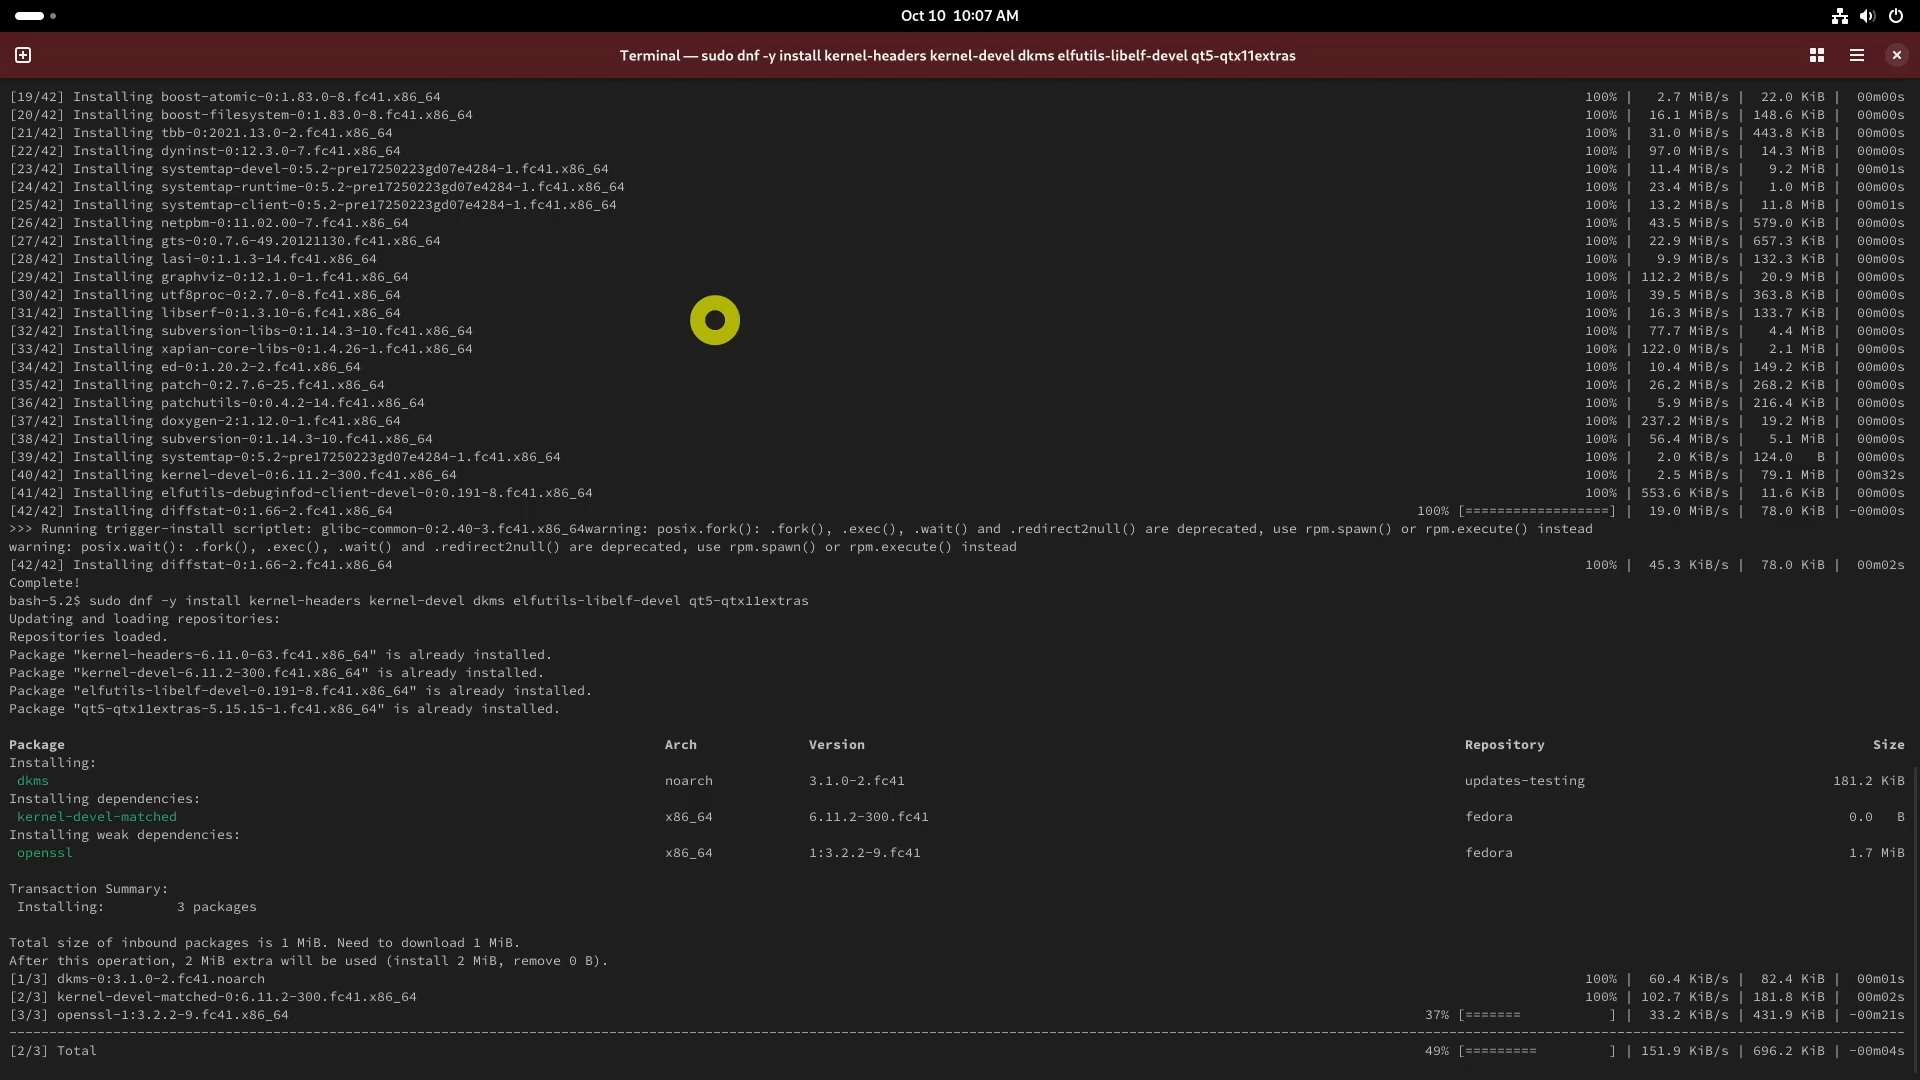 Oct 10 10:07 AM
Terminal — sudo dnf -y install kernel-headers kernel-devel dkms elfutils-libelf-devel qt5-qtx11extras
[19/42] Installing boost-atomic-0:1.83.0-8.fc41.x86_64 100% | 2.7 MiB/s | 22.0 KiB | 00m00s
[20/42] Installing boost-filesystem-0:1.83.0-8.fc41.x86_64 100% | 16.1 MiB/s | 148.6 KiB | 00m00s
[21/42] Installing tbb-0:2021.13.0-2.fc41.x86_64 100% | 31.0 MiB/s | 443.8 KiB | 00m00s
[22/42] Installing dyninst-0:12.3.0-7.fc41.x86_64 100% | 97.0 MiB/s | 14.3 MiB | 00m00s
[23/42] Installing systemtap-devel-0:5.2~pre17250223gd07e4284-1.fc41.x86_64 100% | 11.4 MiB/s | 9.2 MiB | 00m01s
[24/42] Installing systemtap-runtime-0:5.2~pre17250223gd07e4284-1.fc41.x86_64 100% | 23.4 MiB/s | 1.0 MiB | 00m00s
[25/42] Installing systemtap-client-0:5.2~pre17250223gd07e4284-1.fc41.x86_64 100% | 13.2 MiB/s | 11.8 MiB | 00m01s
[26/42] Installing netpbm-0:11.02.00-7.fc41.x86_64 100% | 43.5 MiB/s | 579.0 KiB | 00m00s
[27/42] Installing gts-0:0.7.6-49.20121130.fc41.x86_64 100% | 22.9 MiB/s | 657.3 KiB | 00m00s
[28/42] Installing lasi-0:1.1.3-14.fc41.x86_64 100% | 9.9 MiB/s | 132.3 KiB | 00m00s
[29/42] Installing graphviz-0:12.1.0-1.fc41.x86_64 100% | 112.2 MiB/s | 20.9 MiB | 00m00s
[30/42] Installing utf8proc-0:2.7.0-8.fc41.x86_64 100% | 39.5 MiB/s | 363.8 KiB | 00m00s
[31/42] Installing libserf-0:1.3.10-6.fc41.x86_64 100% | 16.3 MiB/s | 133.7 KiB | 00m00s
[32/42] Installing subversion-libs-0:1.14.3-10.fc41.x86_64 100% | 77.7 MiB/s | 4.4 MiB | 00m00s
[33/42] Installing xapian-core-libs-0:1.4.26-1.fc41.x86_64 100% | 122.0 MiB/s | 2.1 MiB | 00m00s
[34/42] Installing ed-0:1.20.2-2.fc41.x86_64 100% | 10.4 MiB/s | 149.2 KiB | 00m00s
[35/42] Installing patch-0:2.7.6-25.fc41.x86_64 100% | 26.2 MiB/s | 268.2 KiB | 00m00s
[36/42] Installing patchutils-0:0.4.2-14.fc41.x86_64 100% | 5.9 MiB/s | 216.4 KiB | 00m00s
[37/42] Installing doxygen-2:1.12.0-1.fc41.x86_64 100% | 237.2 MiB/s | 19.2 MiB | 00m00s
[38/42] Installing subversion-0:1.14.3-10.fc41.x86_64 100% | 56.4 MiB/s | 5.1 MiB | 00m00s
[39/42] Installing systemtap-0:5.2~pre17250223gd07e4284-1.fc41.x86_64 100% | 2.0 KiB/s | 124.0 B | 00m00s
[40/42] Installing kernel-devel-0:6.11.2-300.fc41.x86_64 100% | 2.5 MiB/s | 79.1 MiB | 00m32s
[41/42] Installing elfutils-debuginfod-client-devel-0:0.191-8.fc41.x86_64 100% | 553.6 KiB/s | 11.6 KiB | 00m00s
[42/42] Installing diffstat-0:1.66-2.fc41.x86_64 100% [==================] | 19.0 MiB/s | 78.0 KiB | -00m00s
>>> Running trigger-install scriptlet: glibc-common-0:2.40-3.fc41.x86_64warning: posix.fork(): .fork(), .exec(), .wait() and .redirect2null() are deprecated, use rpm.spawn() or rpm.execute() instead
warning: posix.wait(): .fork(), .exec(), .wait() and .redirect2null() are deprecated, use rpm.spawn() or rpm.execute() instead
[42/42] Installing diffstat-0:1.66-2.fc41.x86_64 100% | 45.3 KiB/s | 78.0 KiB | 00m02s
Complete!
bash-5.2$ sudo dnf -y install kernel-headers kernel-devel dkms elfutils-libelf-devel qt5-qtx11extras
Updating and loading repositories:
Repositories loaded.
Package "kernel-headers-6.11.0-63.fc41.x86_64" is already installed.
Package "kernel-devel-6.11.2-300.fc41.x86_64" is already installed.
Package "elfutils-libelf-devel-0.191-8.fc41.x86_64" is already installed.
Package "qt5-qtx11extras-5.15.15-1.fc41.x86_64" is already installed.
Package Arch Version Repository Size
Installing:
dkms noarch 3.1.0-2.fc41 updates-testing 181.2 KiB
Installing dependencies:
kernel-devel-matched x86_64 6.11.2-300.fc41 fedora 0.0 B
Installing weak dependencies:
openssl x86_64 1:3.2.2-9.fc41 fedora 1.7 MiB
Transaction Summary:
Installing: 3 packages
Total size of inbound packages is 1 MiB. Need to download 1 MiB.
After this operation, 2 MiB extra will be used (install 2 MiB, remove 0 B).
[1/3] dkms-0:3.1.0-2.fc41.noarch 100% | 60.4 KiB/s | 82.4 KiB | 00m01s
[2/3] kernel-devel-matched-0:6.11.2-300.fc41.x86_64 100% | 102.7 KiB/s | 181.8 KiB | 00m02s
[3/3] openssl-1:3.2.2-9.fc41.x86_64 37% [======= ] | 33.2 KiB/s | 431.9 KiB | -00m21s
[2/3] Total 49% [========= ] | 151.9 KiB/s | 696.2 KiB | -00m04s